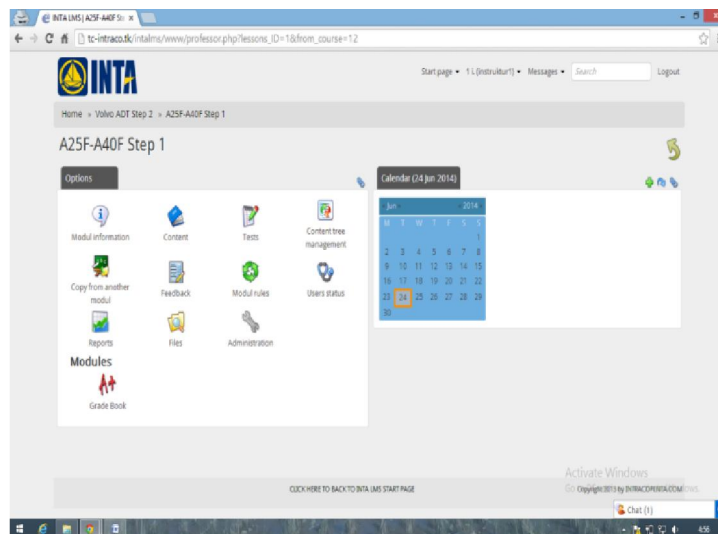 INTA LMS | A25F-A40F St
tc-intraco.tk/intalms/www/professor.php?lessons_ID=1&from_course=12
INTA
Start page
1 i.(instruktur1)
Messages
Search
Logout
Home » Volvo ADT Step 2 » A25F-A40F Step 1
A25F-A40F Step 1
Options
Modul information
Content
Tests
Content tree
management
Copy from another
modul
Feedback
Modul rules
Users status
Reports
Files
Administration
Modules
A+
Grade Book
Calendar (24 Jun 2014)
Jun 2014
M T W T F S S
1
2 3 4 5 6 7 8
9 10 11 12 13 14 15
16 17 18 19 20 21 22
23 24 25 26 27 28 29
30
CLICK HERE TO BACK TO INTA LMS START PAGE
Activate Windows
Chat (1)
4:56